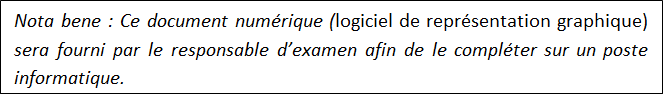 Nota bene : Ce document numérique (logiciel de représentation graphique)
sera fourni par le responsable d’examen afin de le compléter sur un poste
informatique.